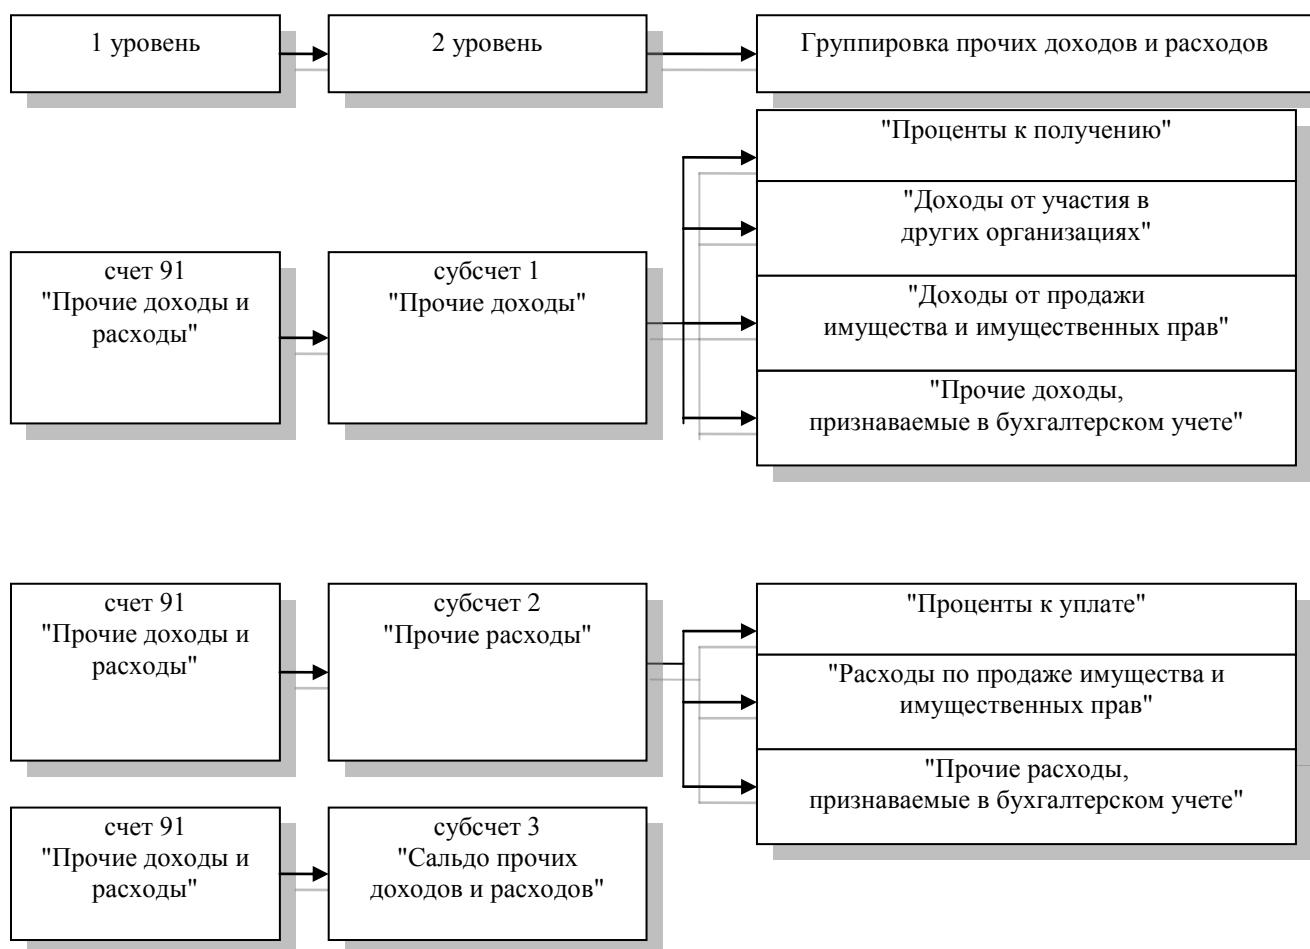 1 уровень
2 уровень
Группировка прочих доходов и расходов
счет 91
"Прочие доходы и
расходы"
субсчет 1
"Прочие доходы"
"Проценты к получению"
"Доходы от участия в
других организациях"
"Доходы от продажи
имущества и имущественных прав"
"Прочие доходы,
признаваемые в бухгалтерском учете"
счет 91
"Прочие доходы и
расходы"
субсчет 2
"Прочие расходы"
"Проценты к уплате"
"Расходы по продаже имущества и
имущественных прав"
"Прочие расходы,
признаваемые в бухгалтерском учете"
счет 91
"Прочие доходы и
расходы"
субсчет 3
"Сальдо прочих
доходов и расходов"